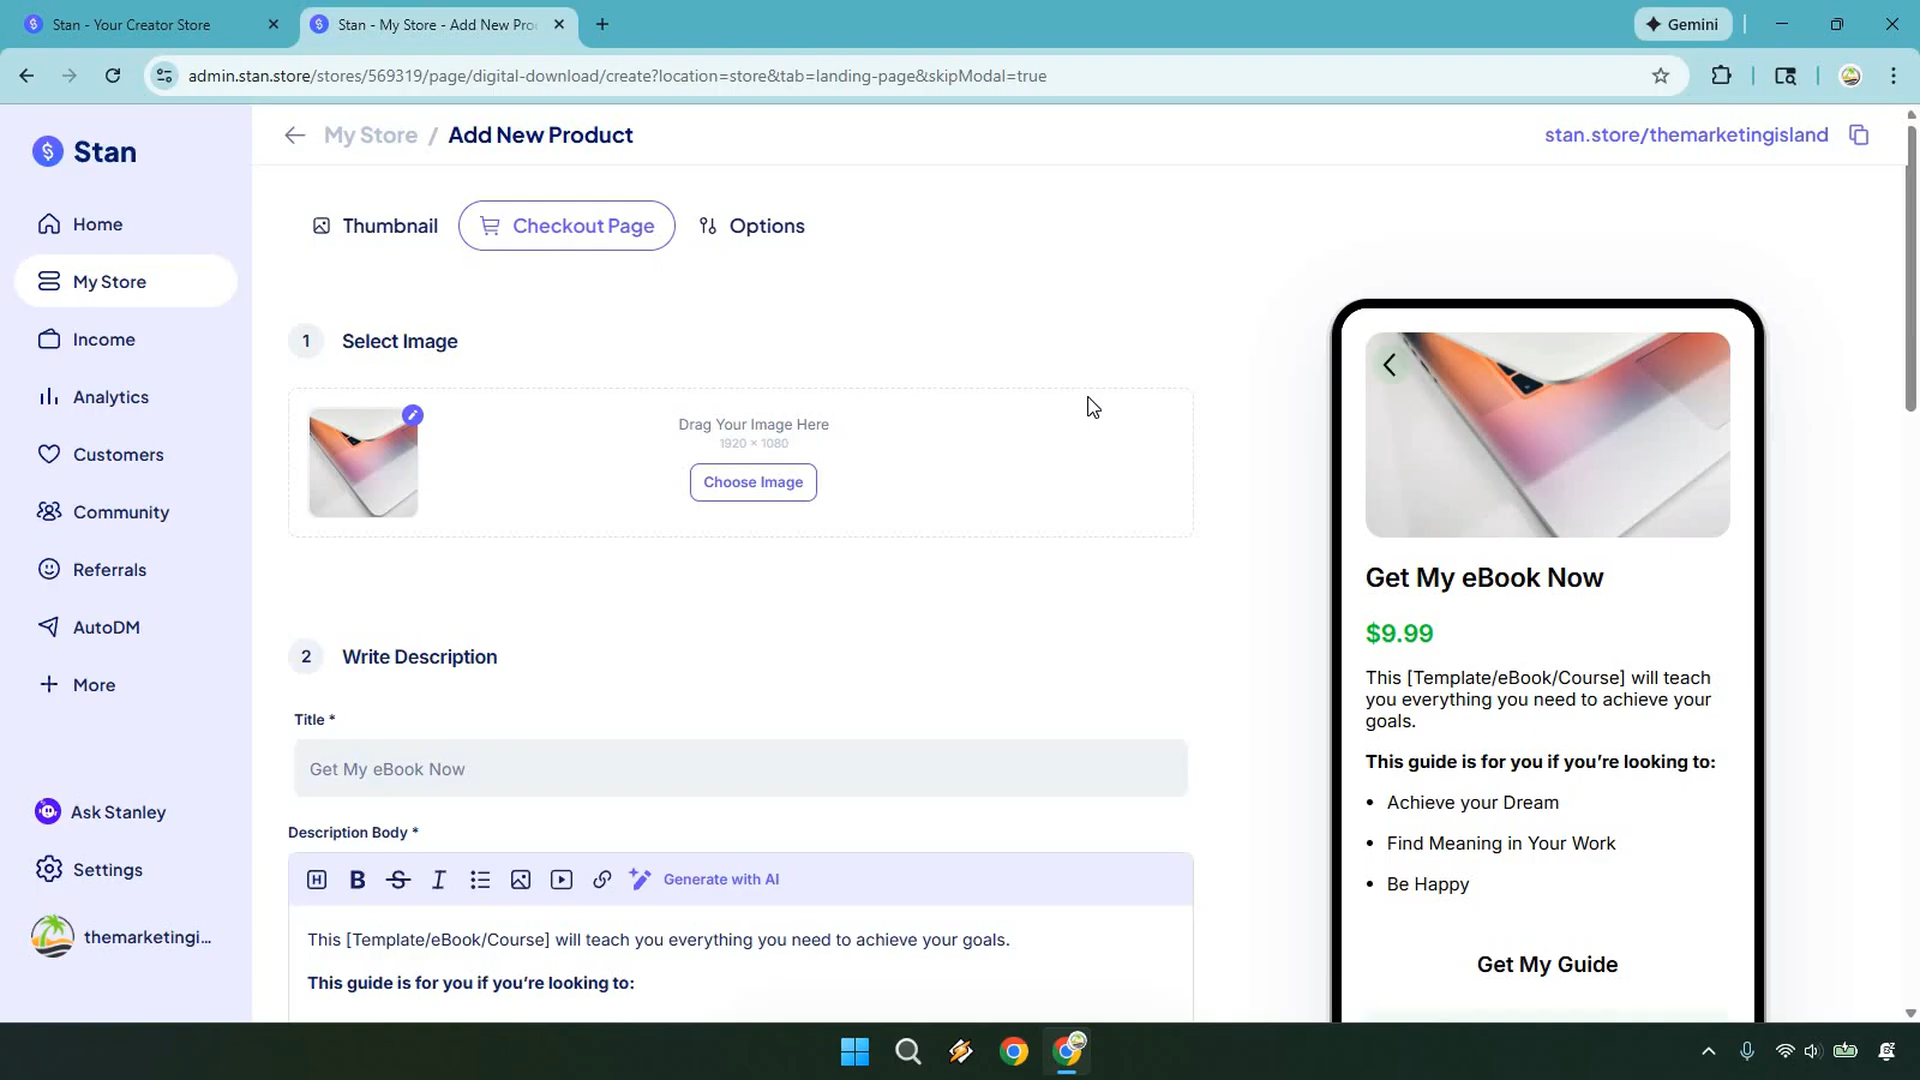 Stan - Your Creator Store
Stan - My Store - Add New Pro
Gemini
admin.stan.store/stores/569319/page/digital-download/create?location=store&tab=landing-page&skipModal=true
Stan
Home
My Store
Income
Analytics
Customers
Community
Referrals
AutoDM
More
Ask Stanley
Settings
themarketingi...
My Store / Add New Product
stan.store/themarketingisland
Thumbnail
Checkout Page
Options
1 Select Image
Drag Your Image Here
1920 × 1080
Choose Image
2 Write Description
Title *
Get My eBook Now
Description Body *
H B S I Generate with AI
This [Template/eBook/Course] will teach you everything you need to achieve your goals.
This guide is for you if you're looking to:
Get My eBook Now
$9.99
This [Template/eBook/Course] will teach
you everything you need to achieve your
goals.
This guide is for you if you're looking to:
• Achieve your Dream
• Find Meaning in Your Work
• Be Happy
Get My Guide